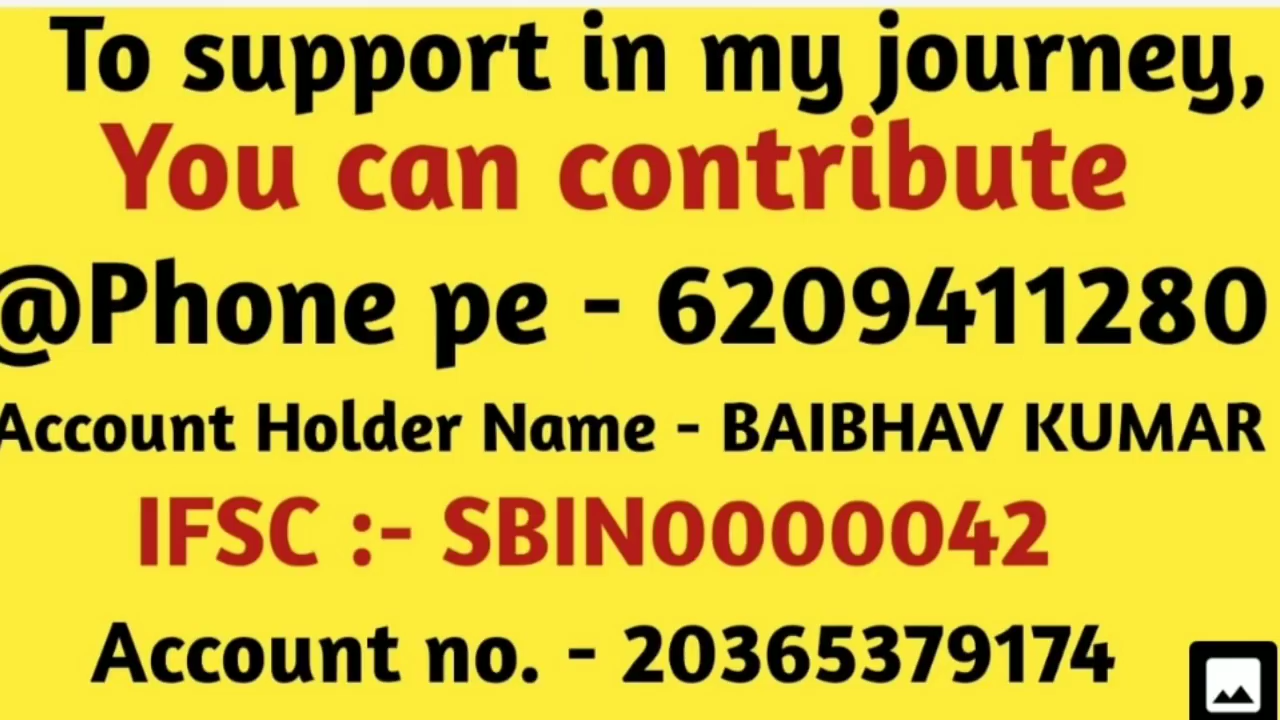 To support in my journey,
You can contribute
@Phone pe - 6209411280
Account Holder Name - BAIBHAV KUMAR
IFSC :- SBIN0000042
Account no. - 20365379174